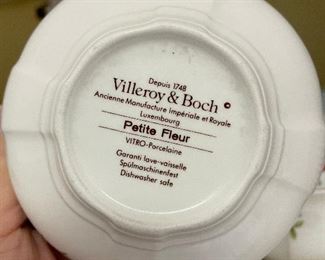 Depuis 1748
Villeroy & Boch ©
Ancienne Manufacture impériale et Royale
Luxembourg
Petite Fleur
VITRO-Porcelaine
Garanti lave-vaisselle
Spülmaschinenfest
Dishwasher safe